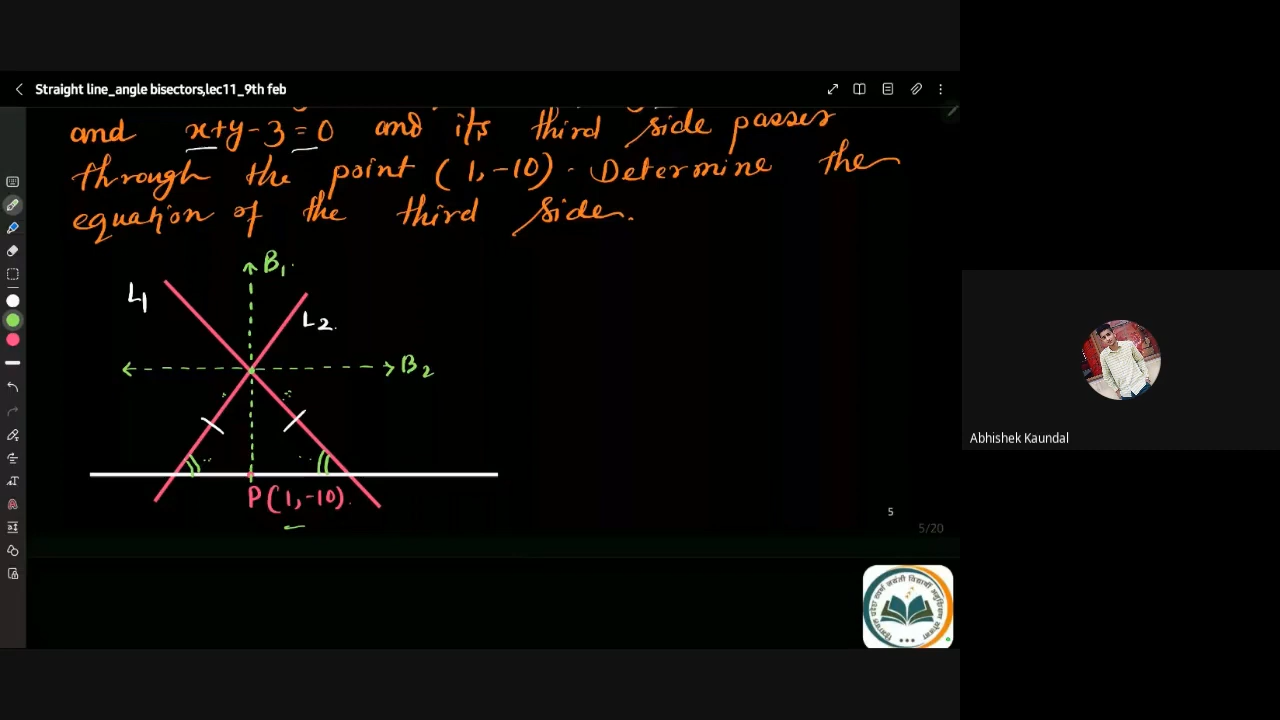 Straight line_angle bisectors,lec11_9th feb
and x+y-3=0 and its third side passes
through the point (1,-10). Determine the
equation of the third side.
B1
L1
L2.
B2
P(1,-10).
5
5/20
Abhishek Kaundal